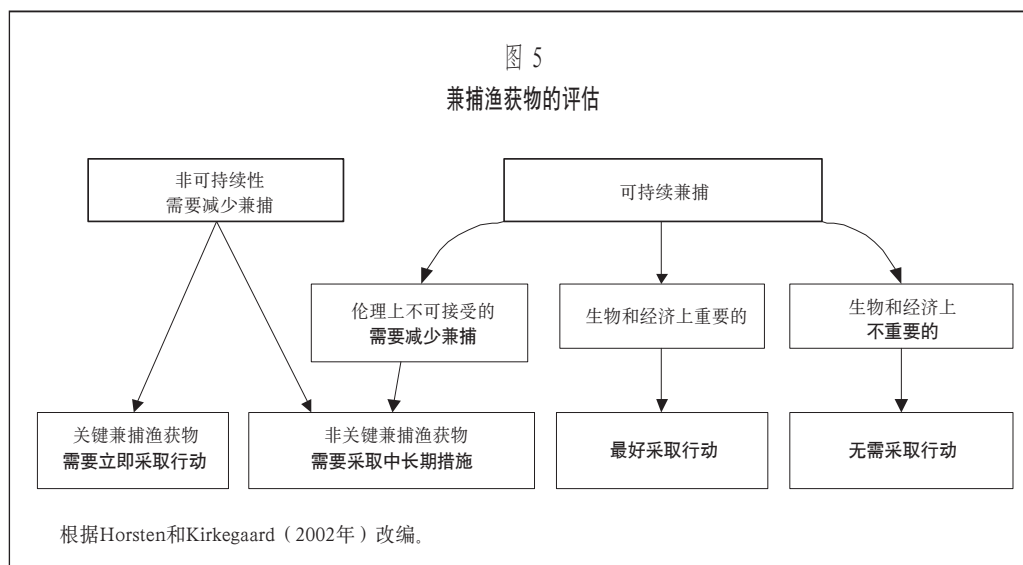 图 5
兼捕渔获物的评估
非可持续性
需要减少兼捕
可持续兼捕
伦理上不可接受的
需要减少兼捕
生物和经济上重要的
生物和经济上
不重要的
关键兼捕渔获物
需要立即采取行动
非关键兼捕渔获物
需要采取中长期措施
最好采取行动
无需采取行动
根据Horsten和Kirkegaard（2002年）改编。